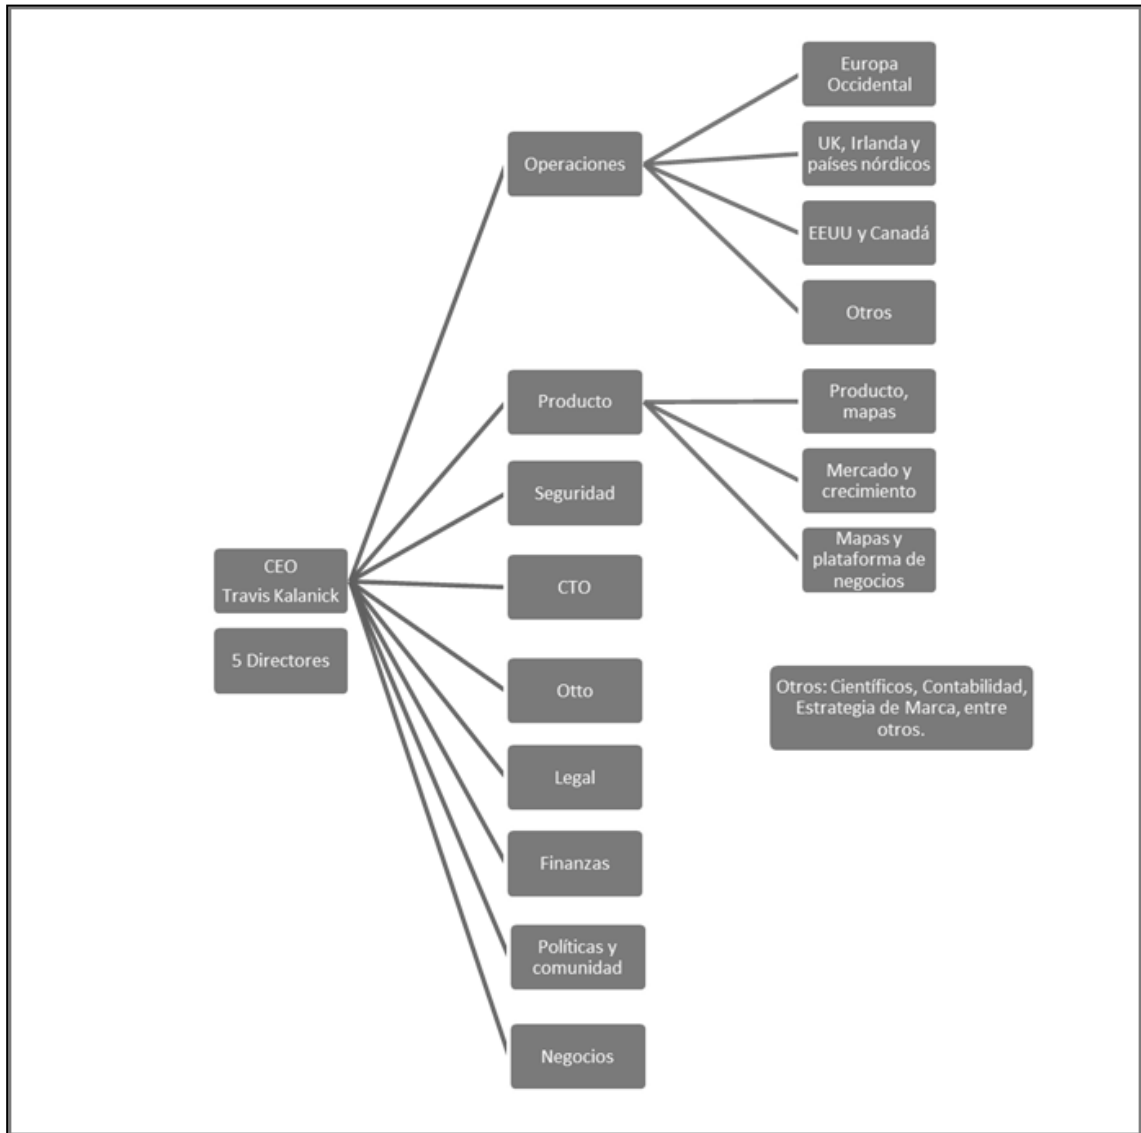 CEO
Travis Kalanick
5 Directores
Operaciones
Europa
Occidental
UK, Irlanda y
países nórdicos
EEUU y Canadá
Otros
Producto
Producto,
mapas
Mercado y
crecimiento
Mapas y
plataforma de
negocios
Seguridad
CTO
Otto
Legal
Finanzas
Políticas y
comunidad
Negocios
Otros: Científicos, Contabilidad,
Estrategia de Marca, entre
otros.